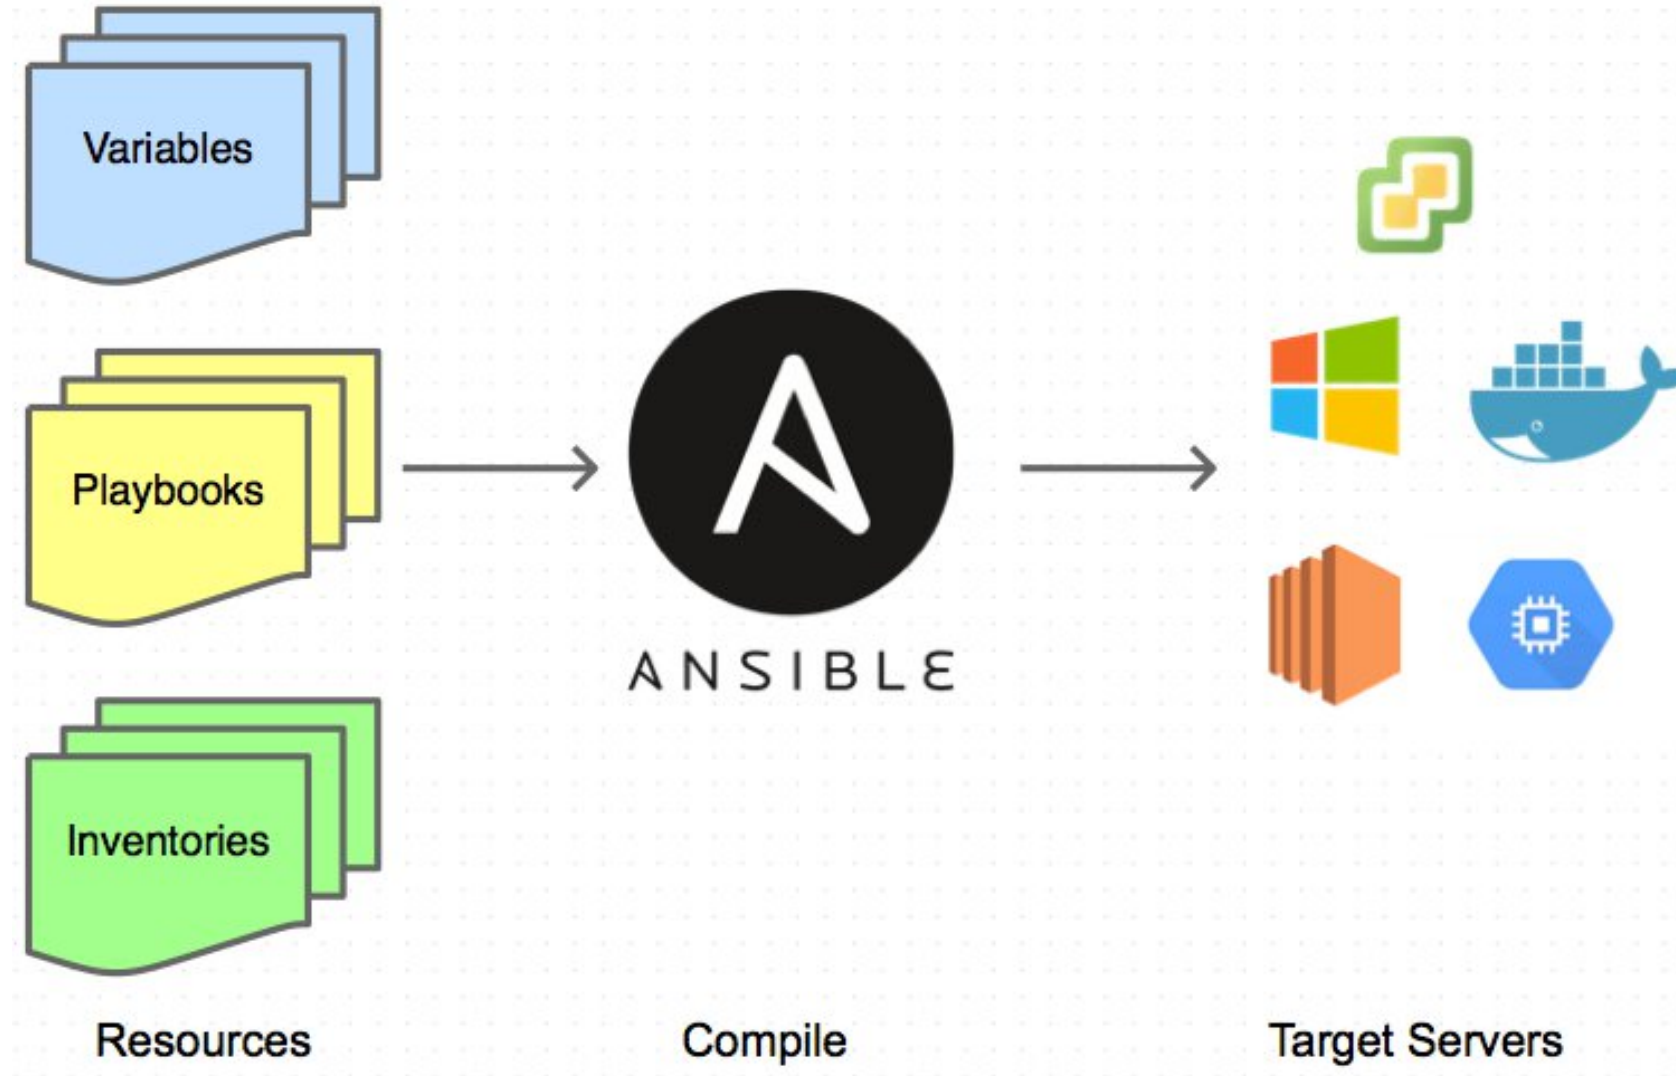 Variables
Playbooks
Inventories
ANSIBLE
Resources
Compile
Target Servers